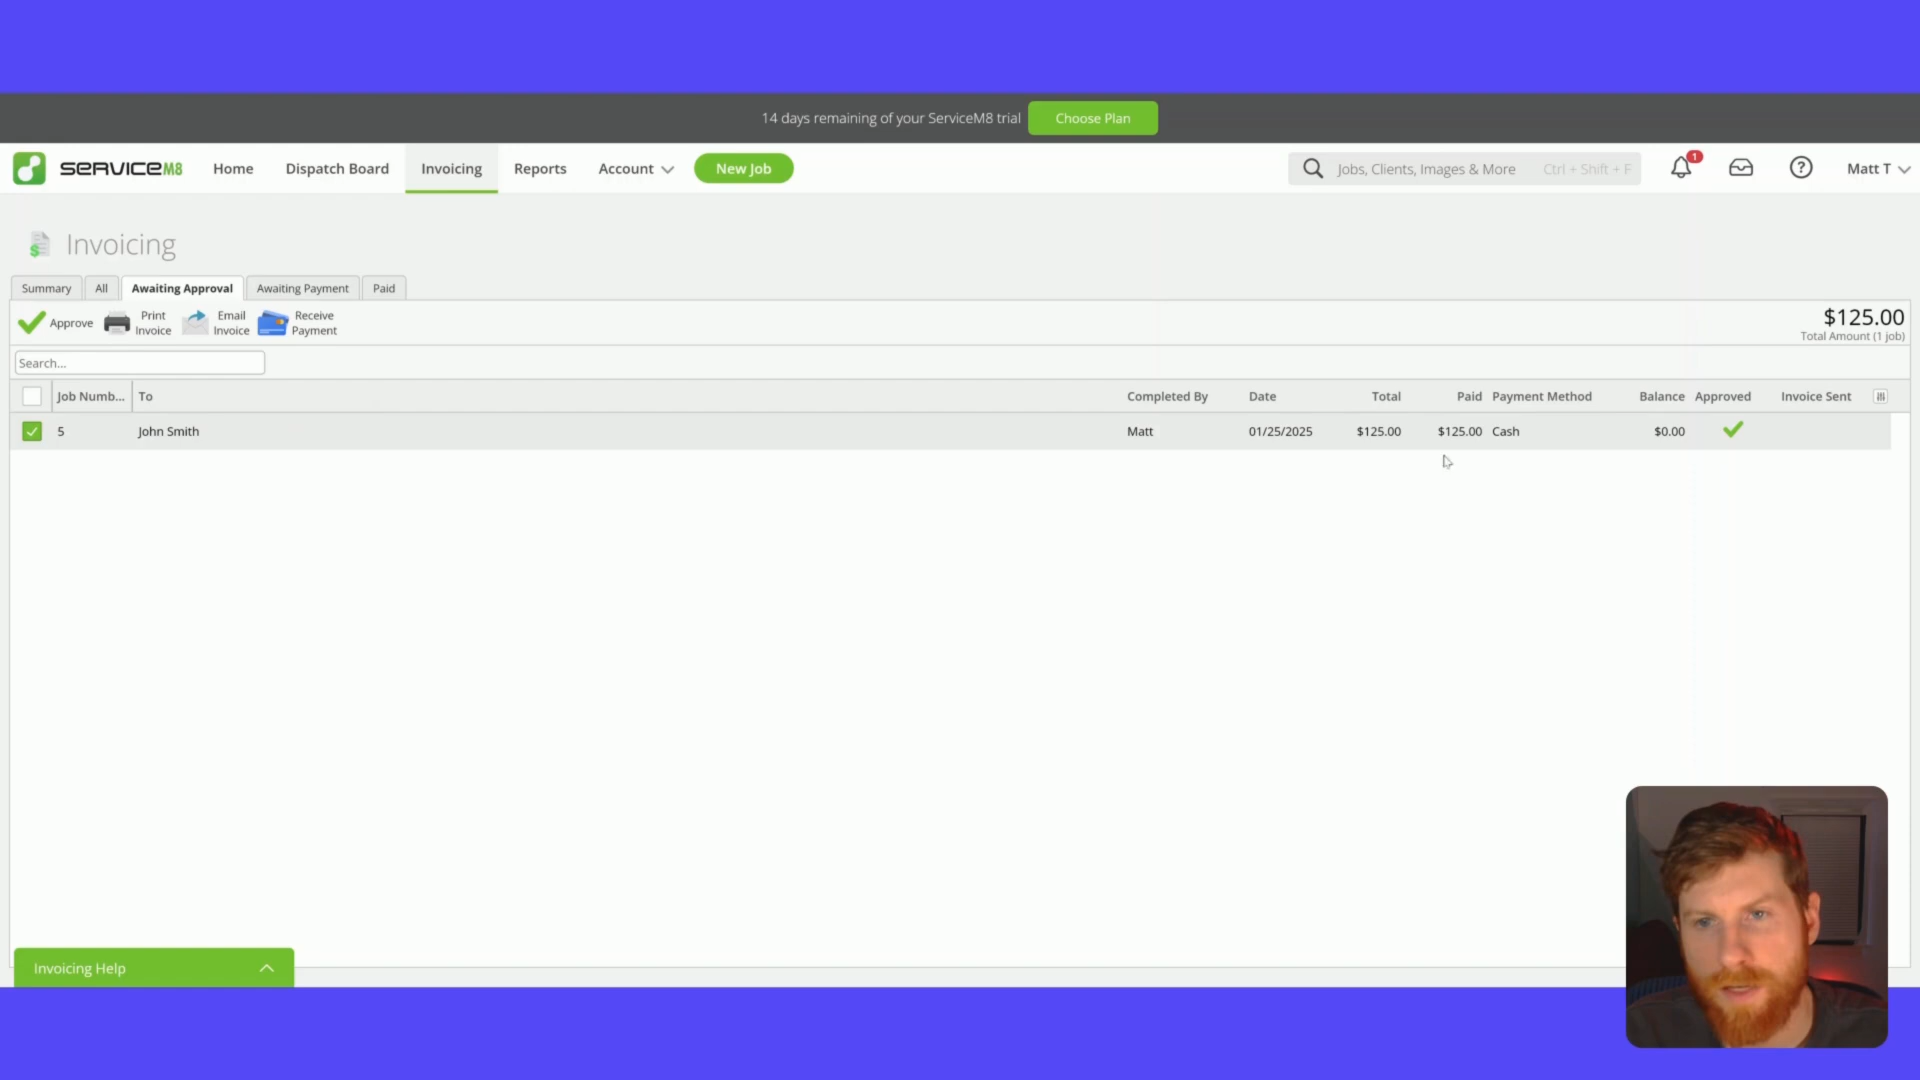 14 days remaining of your ServiceM8 trial Choose Plan
SERVICEM8 Home Dispatch Board Invoicing Reports Account New Job Jobs, Clients, Images & More Ctrl + Shift + F 1 ? Matt T
Invoicing
Summary All Awaiting Approval Awaiting Payment Paid
Approve Print Invoice Email Invoice Receive Payment
$125.00
Total Amount (1 job)
Search...
Job Numb... To Completed By Date Total Paid Payment Method Balance Approved Invoice Sent
5 John Smith Matt 01/25/2025 $125.00 $125.00 Cash $0.00
Invoicing Help